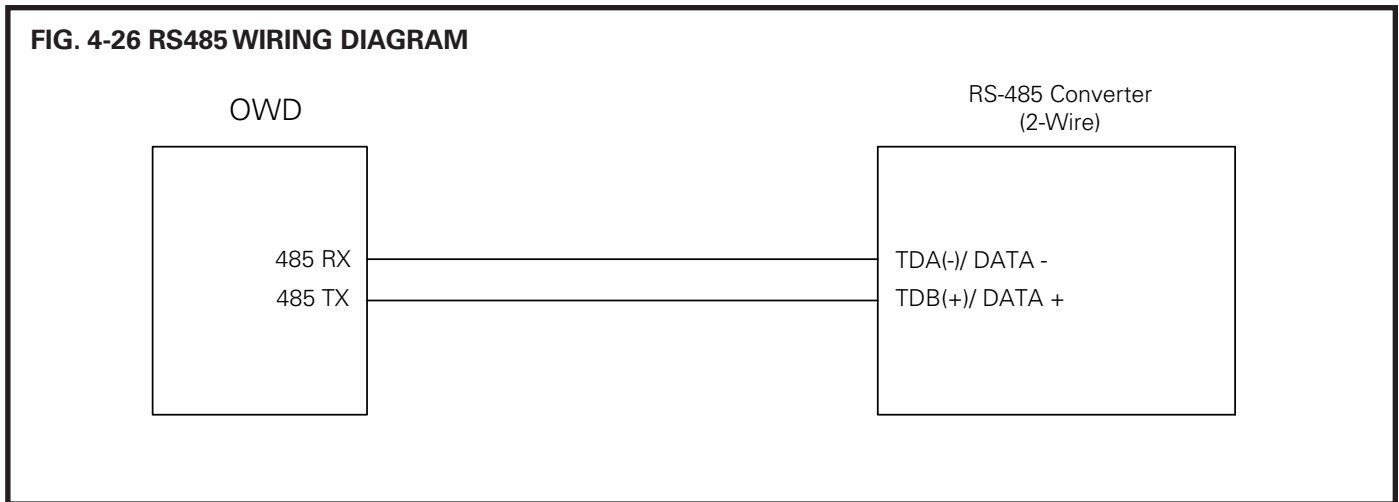 FIG. 4-26 RS485 WIRING DIAGRAM
OWD
RS-485 Converter
(2-Wire)
485 RX
485 TX
TDA(-)/ DATA -
TDB(+)/ DATA +